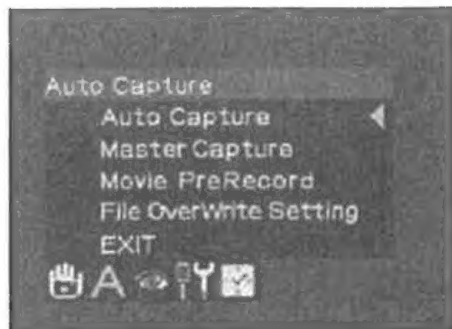 Auto Capture
Auto Capture
Master Capture
Movie PreRecord
File OverWrite Setting
EXIT
A